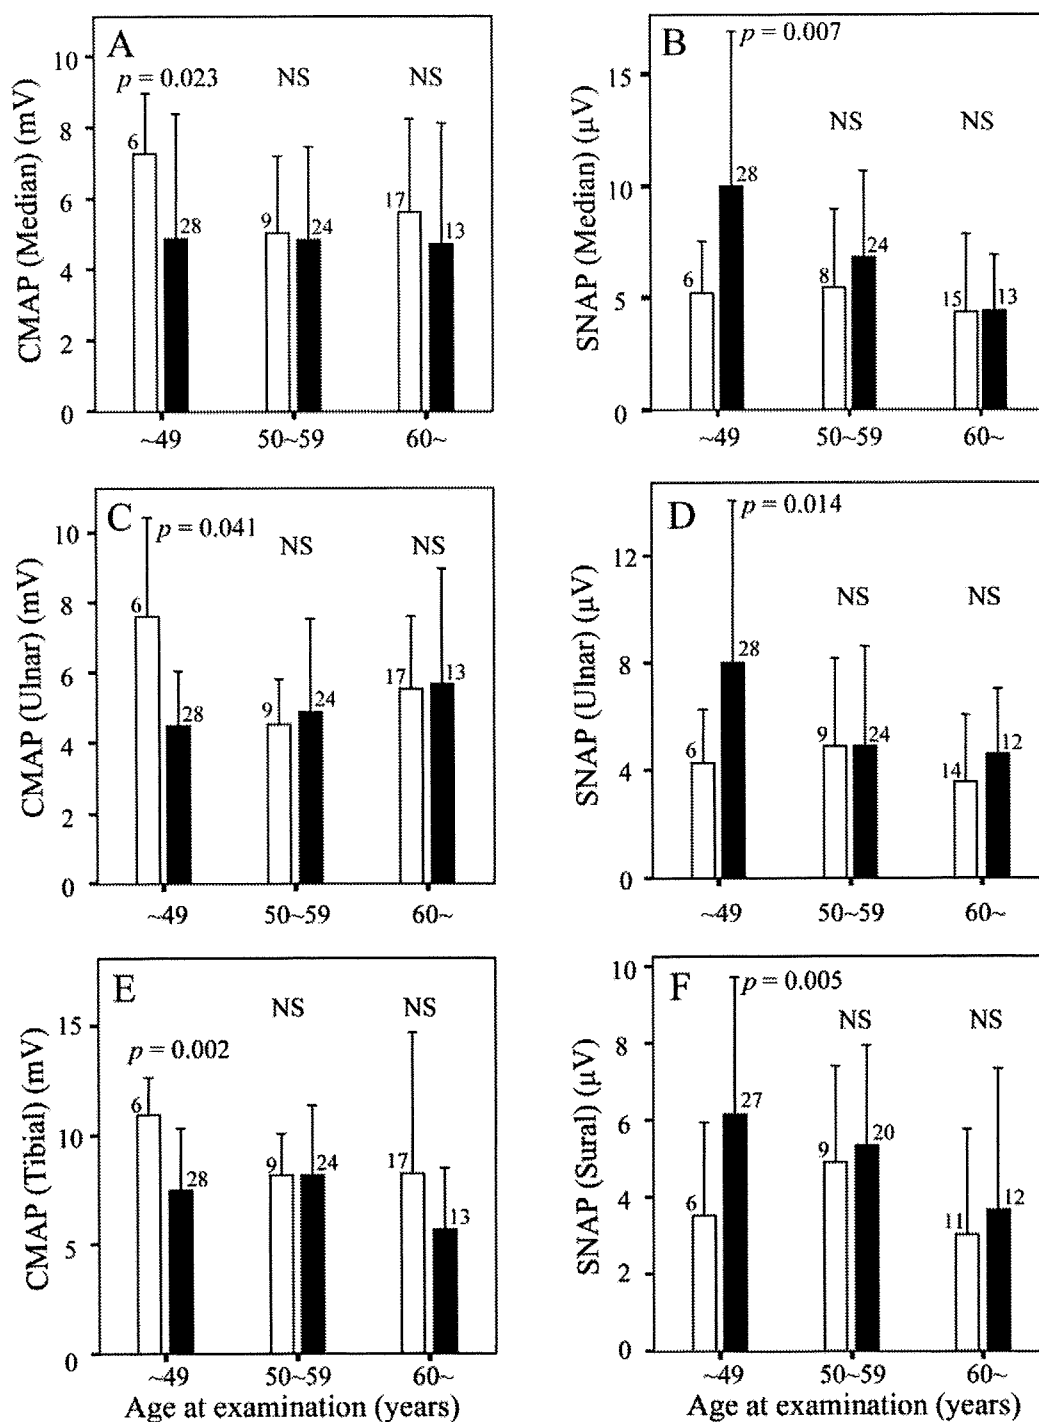 A
CMAP (Median) (mV)
10
8
6
4
2
0
p = 0.023
NS
NS
6
28
9
24
17
13
~49
50~59
60~
B
SNAP (Median) (μV)
15
10
5
0
p = 0.007
NS
NS
6
28
8
24
15
13
~49
50~59
60~
C
CMAP (Ulnar) (mV)
10
8
6
4
2
0
p = 0.041
NS
NS
6
28
9
24
17
13
~49
50~59
60~
D
SNAP (Ulnar) (μV)
12
8
4
0
p = 0.014
NS
NS
6
28
9
24
14
12
~49
50~59
60~
E
CMAP (Tibial) (mV)
15
10
5
0
p = 0.002
NS
NS
6
28
9
24
17
13
~49
50~59
60~
Age at examination (years)
F
SNAP (Sural) (μV)
10
8
6
4
2
0
p = 0.005
NS
NS
6
27
9
20
11
12
~49
50~59
60~
Age at examination (years)